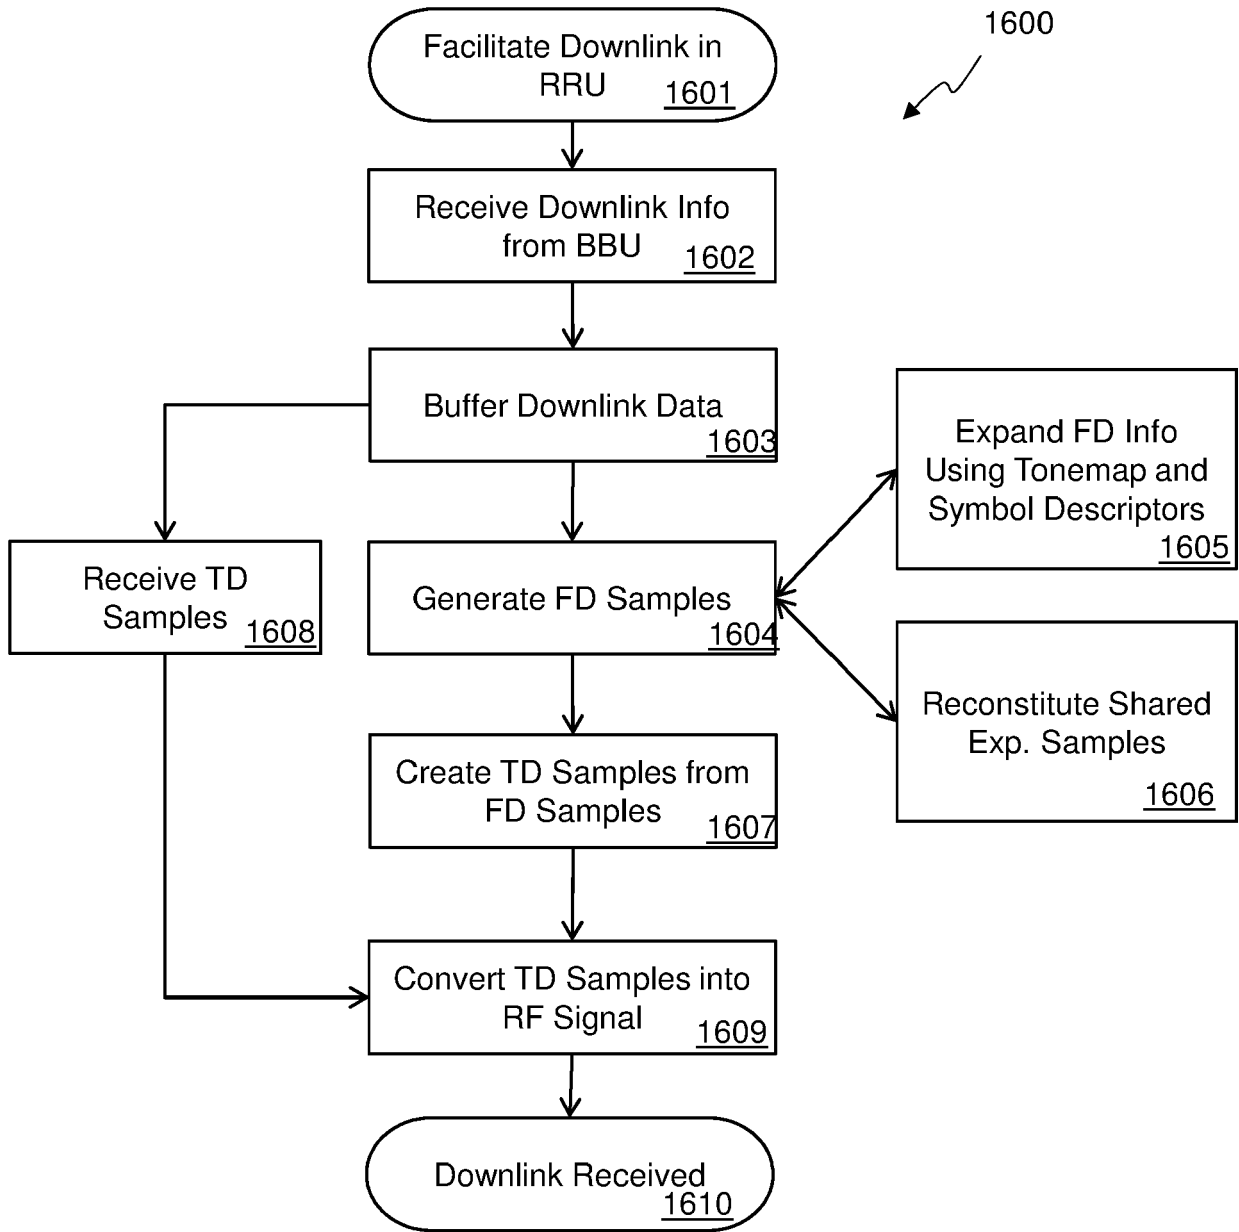 1600
Facilitate Downlink in
RRU
1601
Receive Downlink Info
from BBU
1602
Buffer Downlink Data
1603
Expand FD Info
Using Tonemap and
Symbol Descriptors
1605
Receive TD
Samples
1608
Generate FD Samples
1604
Reconstitute Shared
Exp. Samples
1606
Create TD Samples from
FD Samples
1607
Convert TD Samples into
RF Signal
1609
Downlink Received
1610